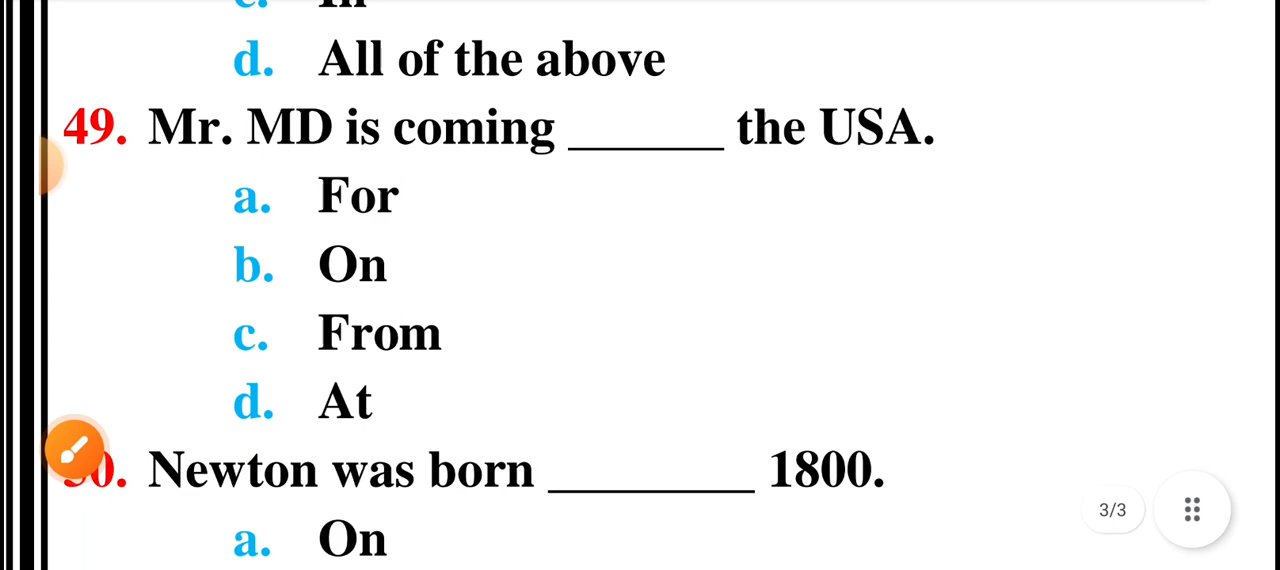 d. All of the above
49. Mr. MD is coming ______ the USA.
a. For
b. On
c. From
d. At
0. Newton was born ________ 1800.
a. On
3/3